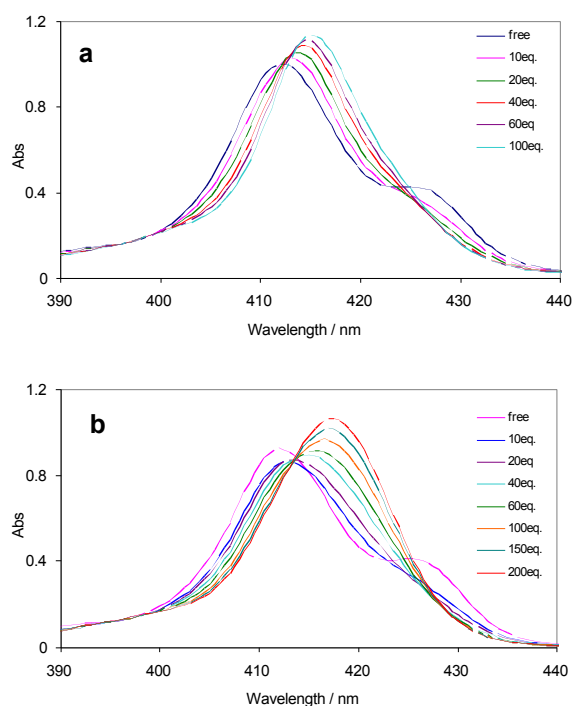 a
1.2
0.8
0.4
0
Abs
390 400 410 420 430 440
Wavelength / nm
free
10eq.
20eq.
40eq.
60eq
100eq.
b
1.2
0.8
0.4
0
Abs
390 400 410 420 430 440
Wavelength / nm
free
10eq.
20eq
40eq.
60eq.
100eq.
150eq.
200eq.